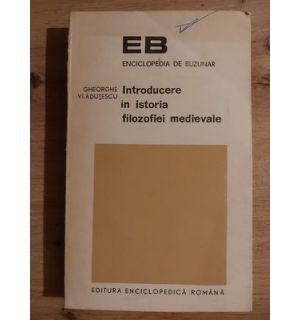 EB
ENCICLOPEDIA DE BUZUNAR
GHEORGHE
VLĂDUȚESCU
Introducere
în istoria
filozofiei medievale
EDITURA ENCICLOPEDICĂ ROMÂNĂ